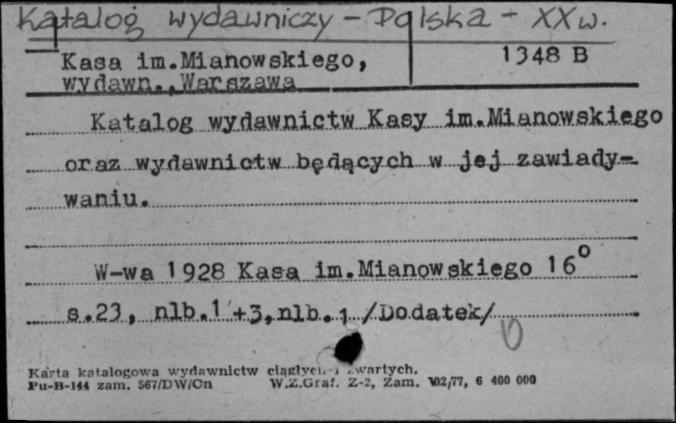 Katalog wydawniczy - Polska - XX w.
Kasa im.Mianowskiego, 1348 B
wydawn.,Warszawa
Katalog wydawnictw Kasy im.Mianowskiego
oraz wydawnictw będących w jej zawiady-
waniu.
W-wa 1928 Kasa im.Mianowskiego 16°
s.23, nlb.1 +3,nlb.1 /Dodatek/
Karta katalogowa wydawnictw ciągłych i zwartych.
Pu-B-144 zam. 567/DW/On W.Z.Graf. Z-2, Zam. 102/77, 6 400 000